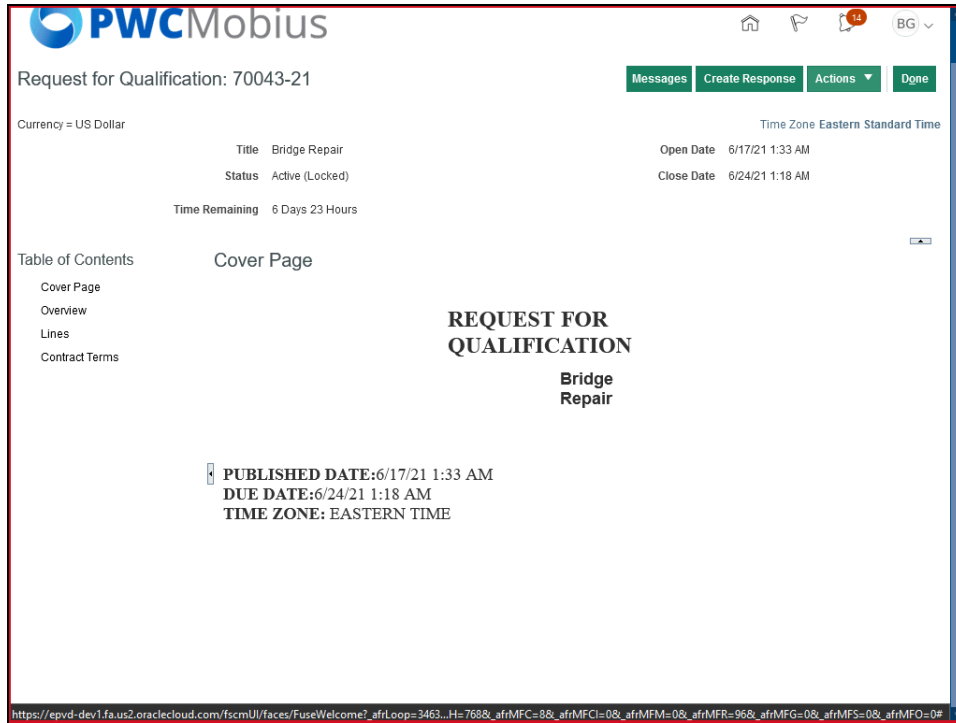 PWCMobius
14
BG
Request for Qualification: 70043-21
Messages
Create Response
Actions
Done
Currency = US Dollar
Time Zone Eastern Standard Time
Title Bridge Repair
Open Date 6/17/21 1:33 AM
Status Active (Locked)
Close Date 6/24/21 1:18 AM
Time Remaining 6 Days 23 Hours
Table of Contents
Cover Page
Overview
Lines
Contract Terms
Cover Page
REQUEST FOR
QUALIFICATION
Bridge
Repair
PUBLISHED DATE:6/17/21 1:33 AM
DUE DATE:6/24/21 1:18 AM
TIME ZONE: EASTERN TIME
https://epvd-dev1.fa.us2.oraclecloud.com/fscmUI/faces/FuseWelcome?_afrLoop=3463...H=768&_afrMFC=8&_afrMFCI=0&_afrMFM=0&_afrMFR=96&_afrMFG=0&_afrMFS=0&_afrMFO=0#